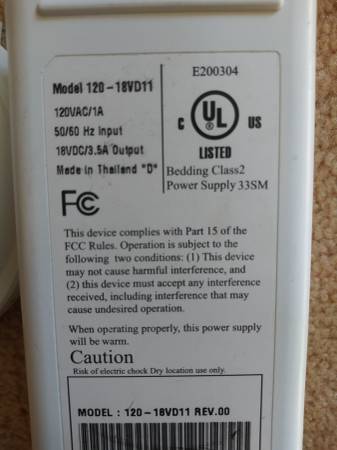 Model 120-18VD11
120VAC/1A
50/60 Hz Input
18VDC/3.5A Output
Made in Thailand "D"
FC
E200304
C UL US
LISTED
Bedding Class2
Power Supply 33SM
This device complies with Part 15 of the
FCC Rules. Operation is subject to the
following two conditions: (1) This device
may not cause harmful interference, and
(2) this device must accept any interference
received, including interference that may
cause undesired operation.
When operating properly, this power supply
will be warm.
Caution
Risk of electric chock Dry location use only.
MODEL : 120-18VD11 REV.00